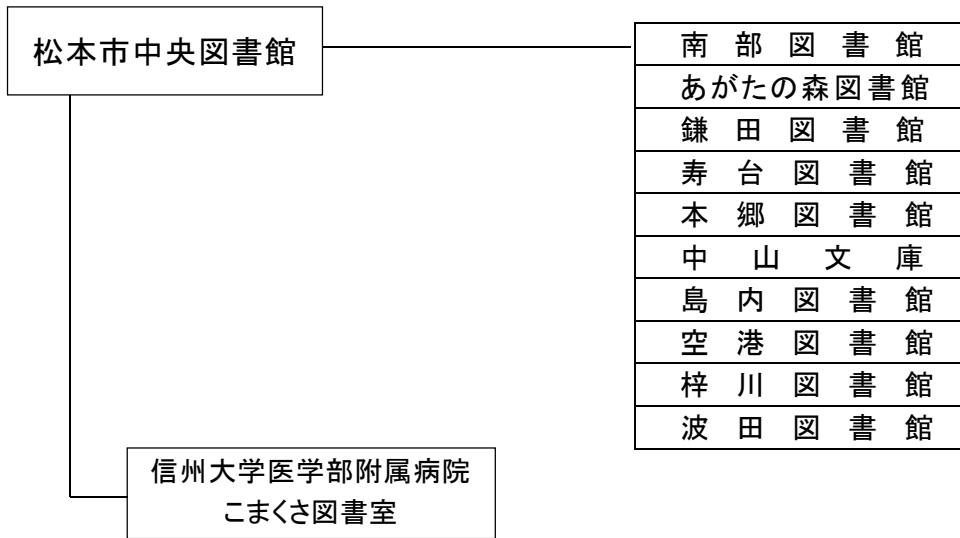 松本市中央図書館
南部図書館
あがたの森図書館
鎌田図書館
寿台図書館
本郷図書館
中山文庫
島内図書館
空港図書館
梓川図書館
波田図書館
信州大学医学部附属病院
こまくさ図書室